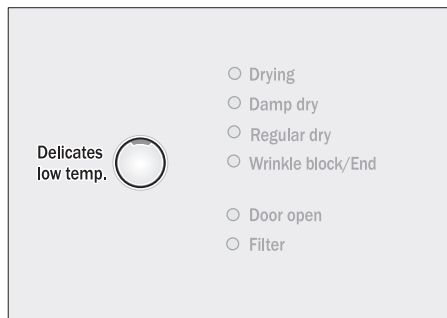 Drying
Damp dry
Regular dry
Delicates
low temp.
Wrinkle block/End
Door open
Filter